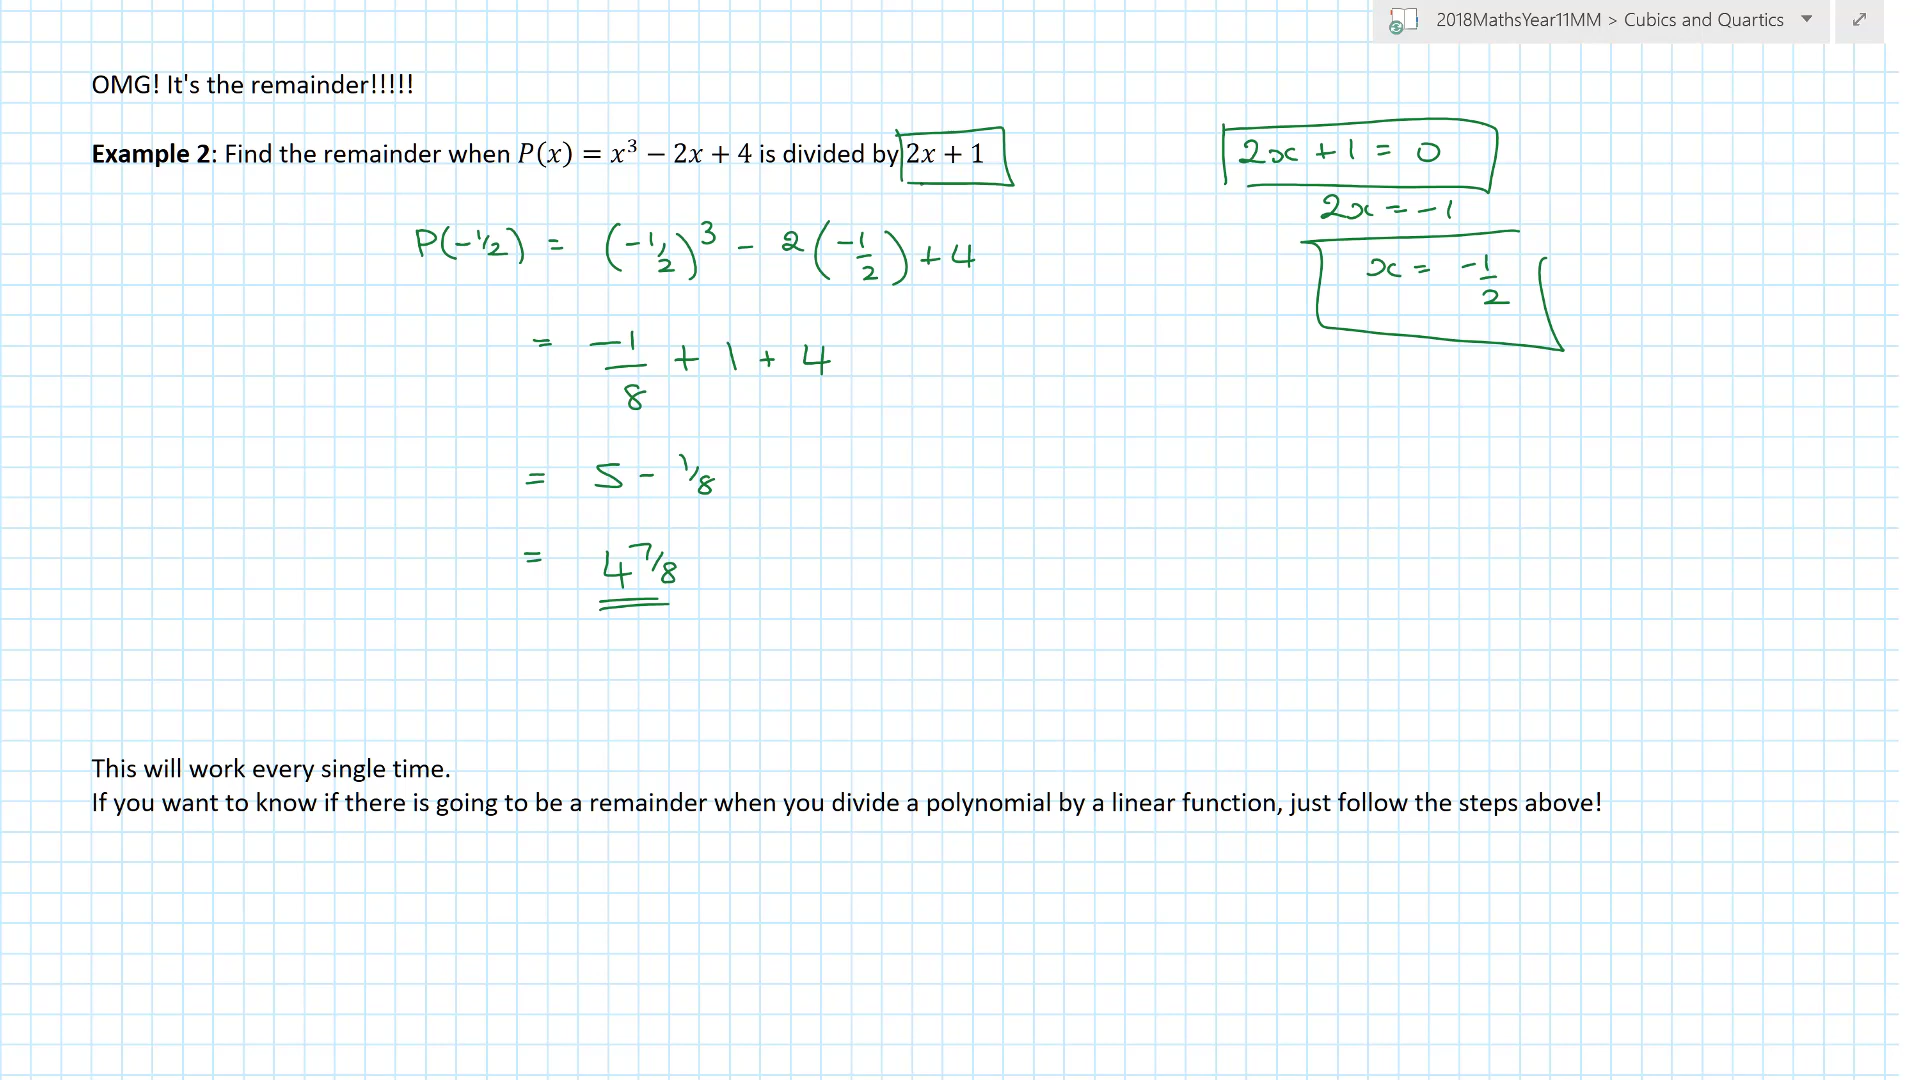 2018MathsYear11MM > Cubics and Quartics
OMG! It's the remainder!!!!!
Example 2: Find the remainder when P(x) = x³ − 2x + 4 is divided by 2x + 1
2x + 1 = 0
2x = -1
x = -1/2
P(-1/2) = (-1/2)³ - 2(-1/2) + 4
= -1/8 + 1 + 4
= 5 - 1/8
= 4 7/8
This will work every single time.
If you want to know if there is going to be a remainder when you divide a polynomial by a linear function, just follow the steps above!